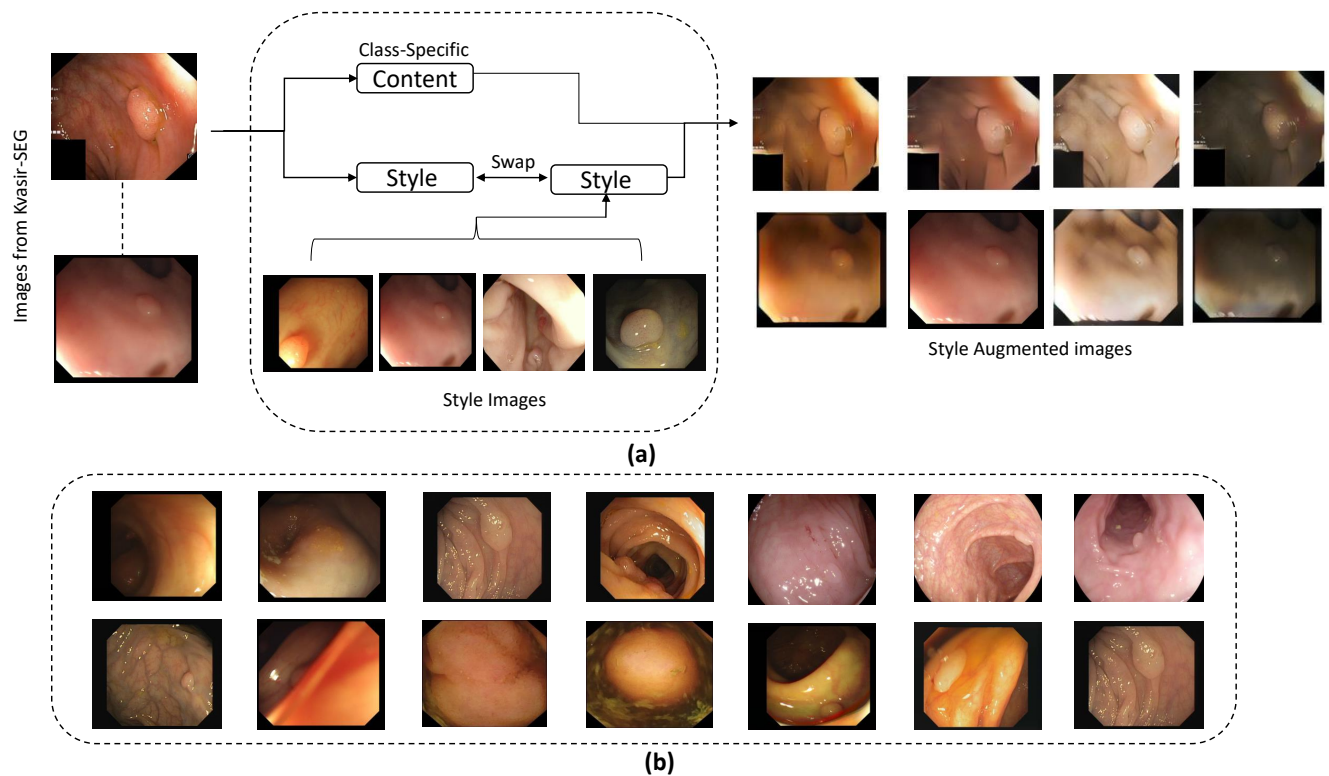 Images from Kvasir-SEG
Class-Specific
Content
Style
Swap
Style
Style Images
Style Augmented images
(a)
(b)